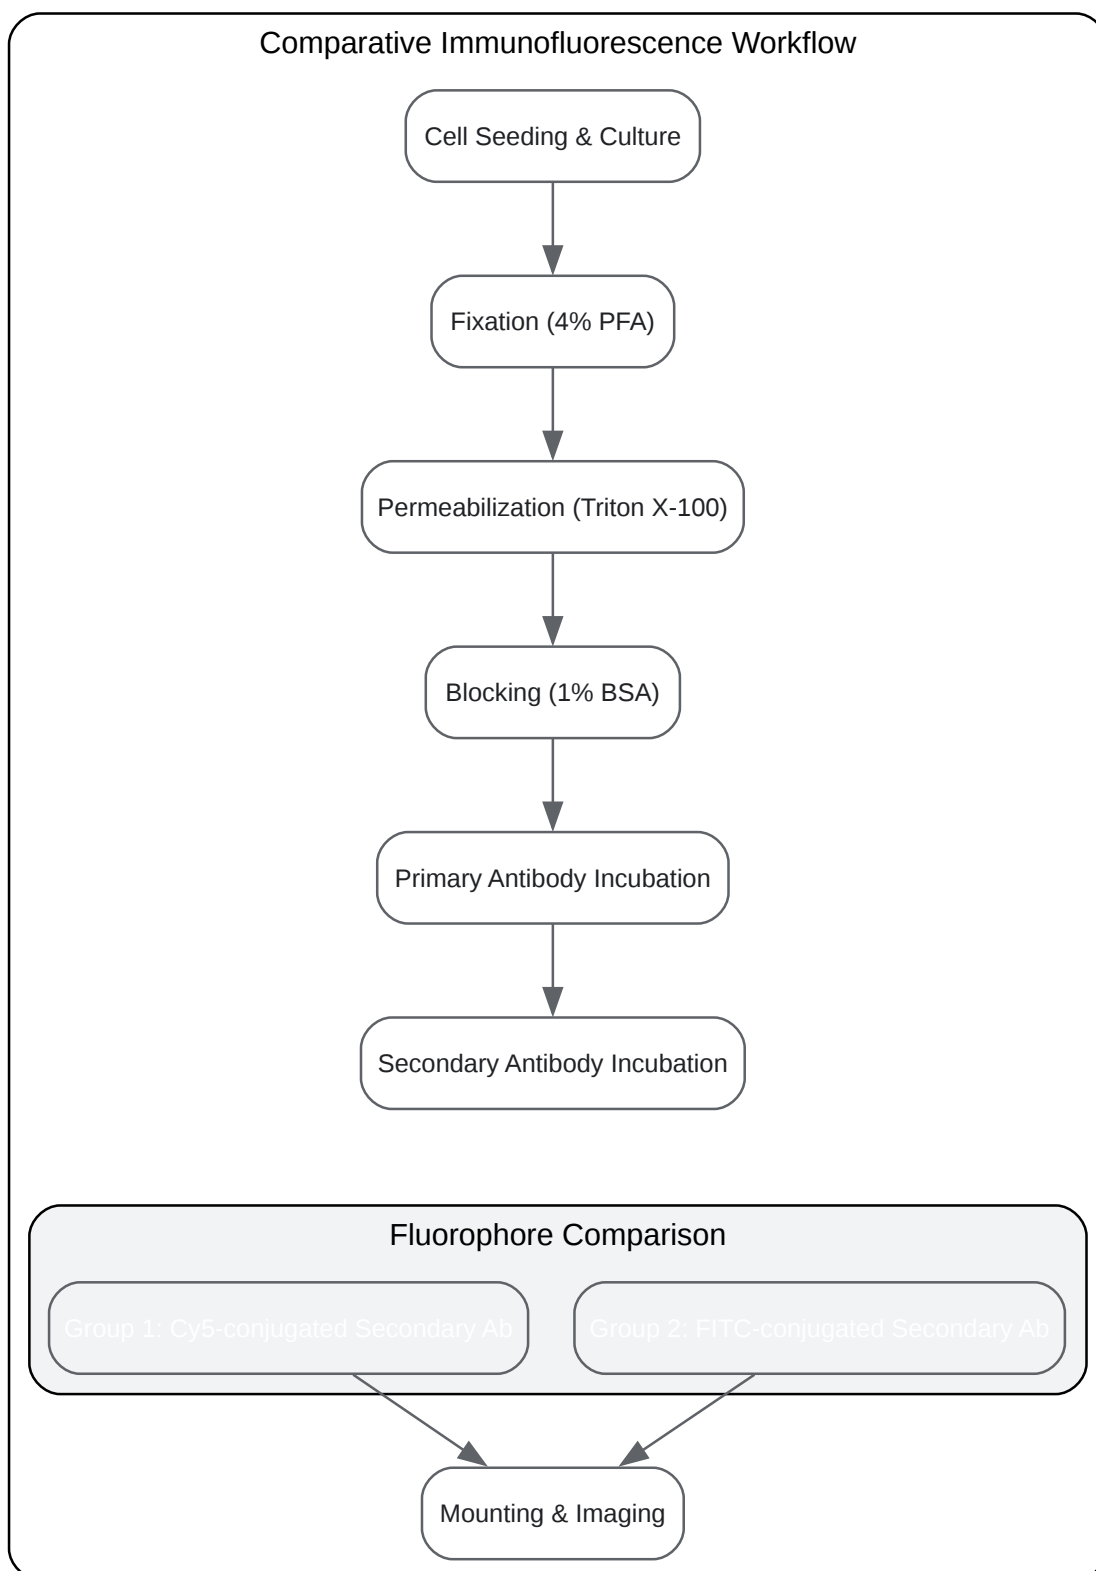 Comparative Immunofluorescence Workflow
Cell Seeding & Culture
Fixation (4% PFA)
Permeabilization (Triton X-100)
Blocking (1% BSA)
Primary Antibody Incubation
Secondary Antibody Incubation
Fluorophore Comparison
Group 1: Cy5-conjugated Secondary Ab
Group 2: FITC-conjugated Secondary Ab
Mounting & Imaging